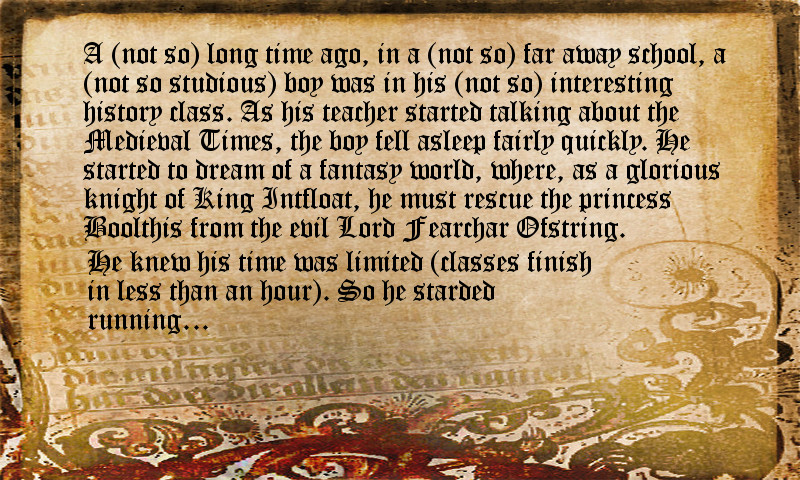 A (not so) long time ago, in a (not so) far away school, a
(not so studious) boy was in his (not so) interesting
history class. As his teacher started talking about the
Medieval Times, the boy fell asleep fairly quickly. He
started to dream of a fantasy world, where, as a glorious
knight of King Intfloat, he must rescue the princess
Boolthis from the evil Lord Fearchar Ofstring.
He knew his time was limited (classes finish
in less than an hour). So he starded
running...